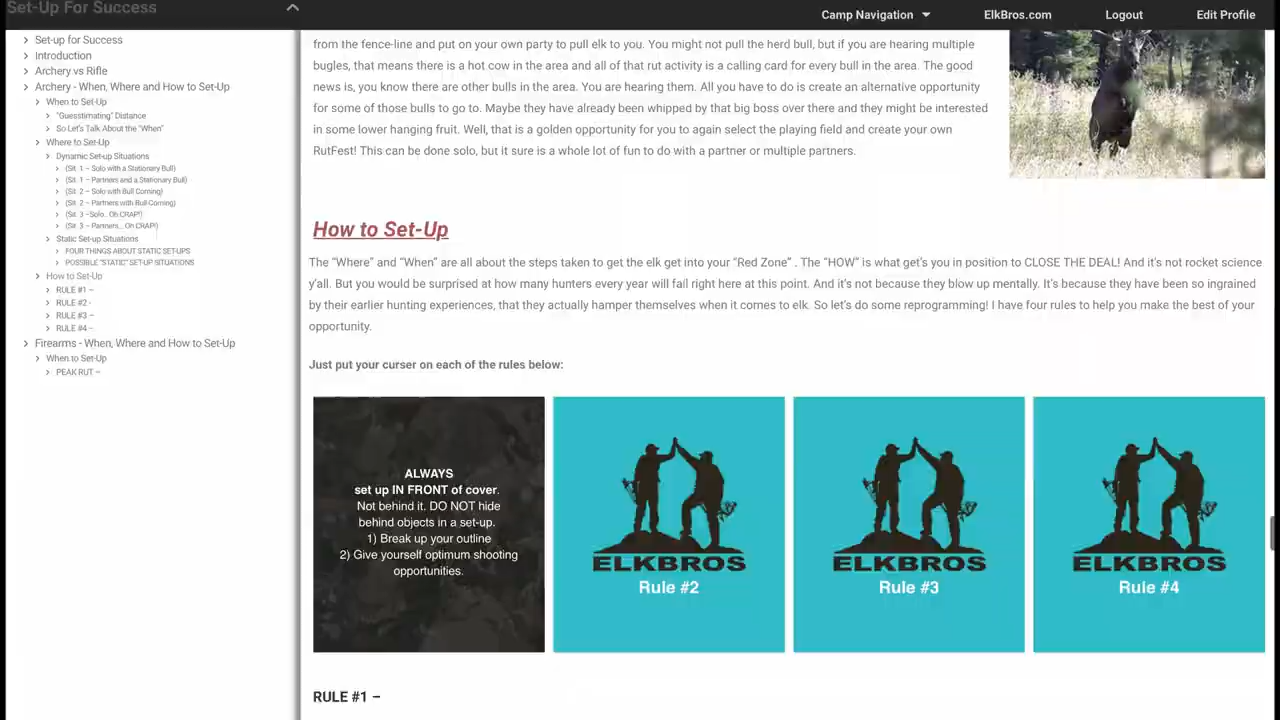 Set-Up For Success
Camp Navigation
ElkBros.com
Logout
Edit Profile
Set-up for Success
Introduction
Archery vs Rifle
Archery - When, Where and How to Set-Up
When to Set-Up
"Guesstimating" Distance
So Let's Talk About the "When"
Where to Set-Up
Dynamic Set-up Situations
(Sit. 1 – Solo with a Stationary Bull)
(Sit. 1 – Partners and a Stationary Bull)
(Sit. 2 – Solo with Bull Coming)
(Sit. 2 – Partners with Bull Coming)
(Sit. 3 –Solo.. Oh CRAP!)
(Sit. 3 – Partners... Oh CRAP!)
Static Set-up Situations
FOUR THINGS ABOUT STATIC SET-UPS
POSSIBLE "STATIC" SET-UP SITUATIONS
How to Set-Up
RULE #1 –
RULE #2 -
RULE #3 –
RULE #4 –
Firearms - When, Where and How to Set-Up
When to Set-Up
PEAK RUT –
from the fence-line and put on your own party to pull elk to you. You might not pull the herd bull, but if you are hearing multiple
bugles, that means there is a hot cow in the area and all of that rut activity is a calling card for every bull in the area. The good
news is, you know there are other bulls in the area. You are hearing them. All you have to do is create an alternative opportunity
for some of those bulls to go to. Maybe they have already been whipped by that big boss over there and they might be interested
in some lower hanging fruit. Well, that is a golden opportunity for you to again select the playing field and create your own
RutFest! This can be done solo, but it sure is a whole lot of fun to do with a partner or multiple partners.
How to Set-Up
The "Where" and "When" are all about the steps taken to get the elk get into your "Red Zone" . The "HOW" is what get's you in position to CLOSE THE DEAL! And it's not rocket science
y'all. But you would be surprised at how many hunters every year will fail right here at this point. And it's not because they blow up mentally. It's because they have been so ingrained
by their earlier hunting experiences, that they actually hamper themselves when it comes to elk. So let's do some reprogramming! I have four rules to help you make the best of your
opportunity.
Just put your curser on each of the rules below:
ALWAYS
set up IN FRONT of cover.
Not behind it. DO NOT hide
behind objects in a set-up.
1) Break up your outline
2) Give yourself optimum shooting
opportunities.
ELKBROS
Rule #2
ELKBROS
Rule #3
ELKBROS
Rule #4
RULE #1 –